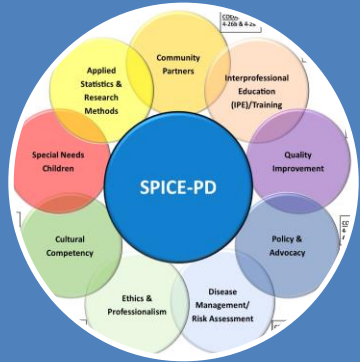 Community
Partners
Interprofessional
Education
(IPE)/Training
Quality
Improvement
Policy &
Advocacy
Disease
Management/
Risk Assessment
Ethics &
Professionalism
Cultural
Competency
Special Needs
Children
Applied
Statistics &
Research
Methods
SPICE-PD